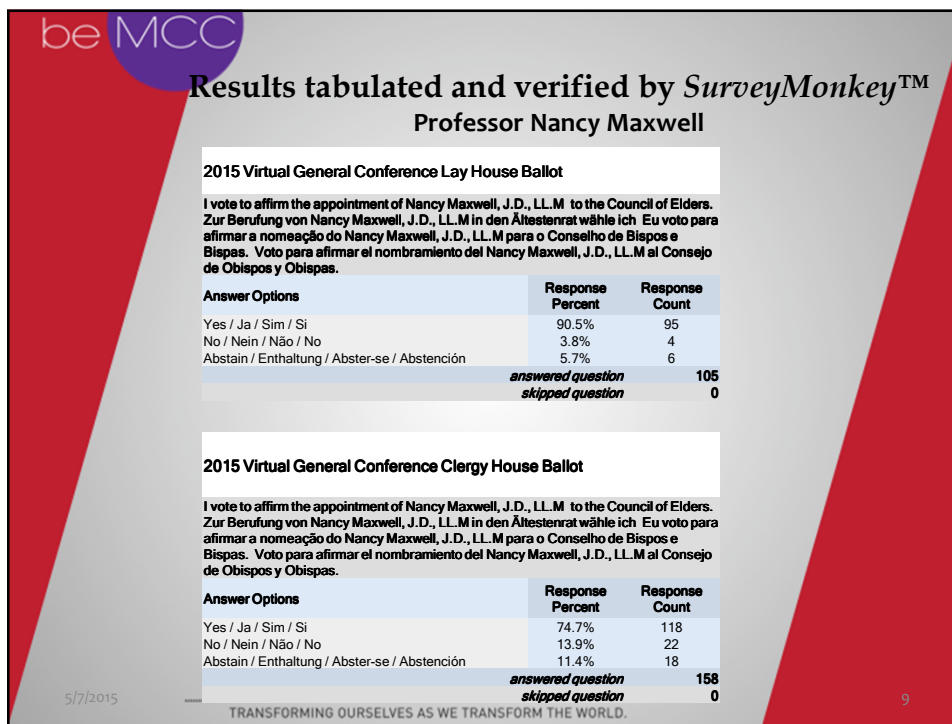 be MCC
Results tabulated and verified by SurveyMonkey™
Professor Nancy Maxwell
2015 Virtual General Conference Lay House Ballot
I vote to affirm the appointment of Nancy Maxwell, J.D., LL.M to the Council of Elders.
Zur Berufung von Nancy Maxwell, J.D., LL.M in den Ältestenrat wähle ich Eu voto para
afirmar a nomeação do Nancy Maxwell, J.D., LL.M para o Conselho de Bispos e
Bispas. Voto para afirmar el nombramiento del Nancy Maxwell, J.D., LL.M al Consejo
de Obispos y Obispas.
Answer Options Response Percent Response Count
Yes / Ja / Sim / Si 90.5% 95
No / Nein / Não / No 3.8% 4
Abstain / Enthaltung / Abster-se / Abstención 5.7% 6
answered question 105
skipped question 0
2015 Virtual General Conference Clergy House Ballot
I vote to affirm the appointment of Nancy Maxwell, J.D., LL.M to the Council of Elders.
Zur Berufung von Nancy Maxwell, J.D., LL.M in den Ältestenrat wähle ich Eu voto para
afirmar a nomeação do Nancy Maxwell, J.D., LL.M para o Conselho de Bispos e
Bispas. Voto para afirmar el nombramiento del Nancy Maxwell, J.D., LL.M al Consejo
de Obispos y Obispas.
Answer Options Response Percent Response Count
Yes / Ja / Sim / Si 74.7% 118
No / Nein / Não / No 13.9% 22
Abstain / Enthaltung / Abster-se / Abstención 11.4% 18
answered question 158
skipped question 0
5/7/2015
TRANSFORMING OURSELVES AS WE TRANSFORM THE WORLD.
9